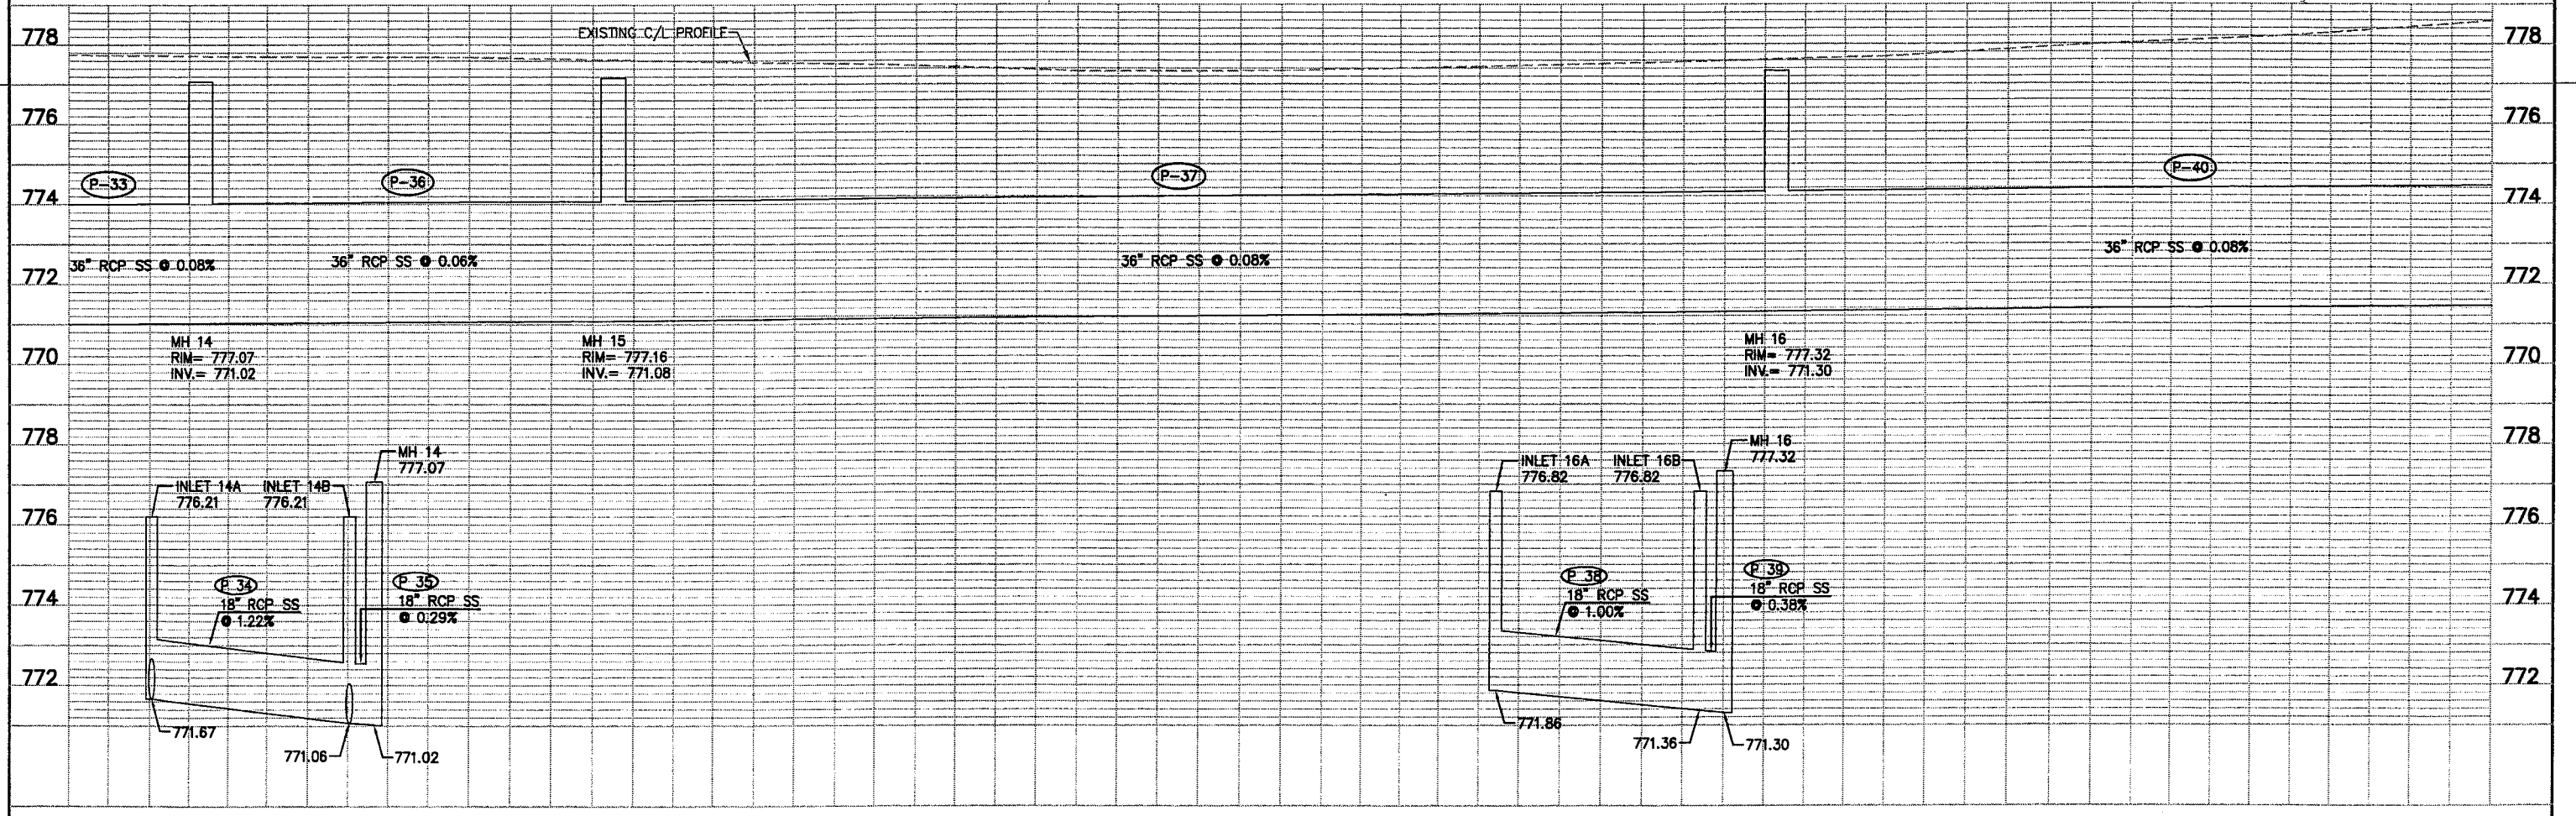 EXISTING C/L PROFILE
778 778
776 776
P-33 P-36 P-37 P-40
774 774
36" RCP SS @ 0.08% 36" RCP SS @ 0.06% 36" RCP SS @ 0.08% 36" RCP SS @ 0.08%
772 772
MH 14
RIM= 777.07
INV.= 771.02
MH 15
RIM= 777.16
INV.= 771.08
MH 16
RIM= 777.32
INV.= 771.30
770 770
778 778
MH 14
777.07
INLET 14A
776.21
INLET 14B
776.21
INLET 16A
776.82
INLET 16B
776.82
MH 16
777.32
776 776
P 34
18" RCP SS
@ 1.22%
P 35
18" RCP SS
@ 0.29%
P 38
18" RCP SS
@ 1.00%
P 39
18" RCP SS
@ 0.38%
774 774
772 772
771.67
771.06
771.02
771.86
771.36
771.30